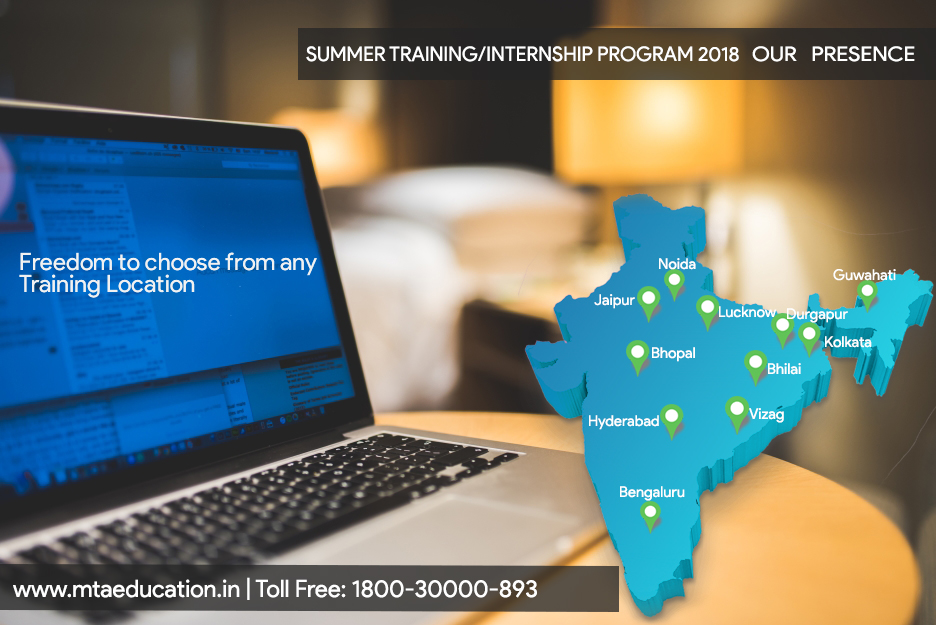 SUMMER TRAINING/INTERNSHIP PROGRAM 2018 OUR PRESENCE
Freedom to choose from any
Training Location
Noida
Guwahati
Jaipur
Lucknow
Durgapur
Kolkata
Bhopal
Bhilai
Hyderabad
Vizag
Bengaluru
www.mtaeducation.in | Toll Free: 1800-30000-893